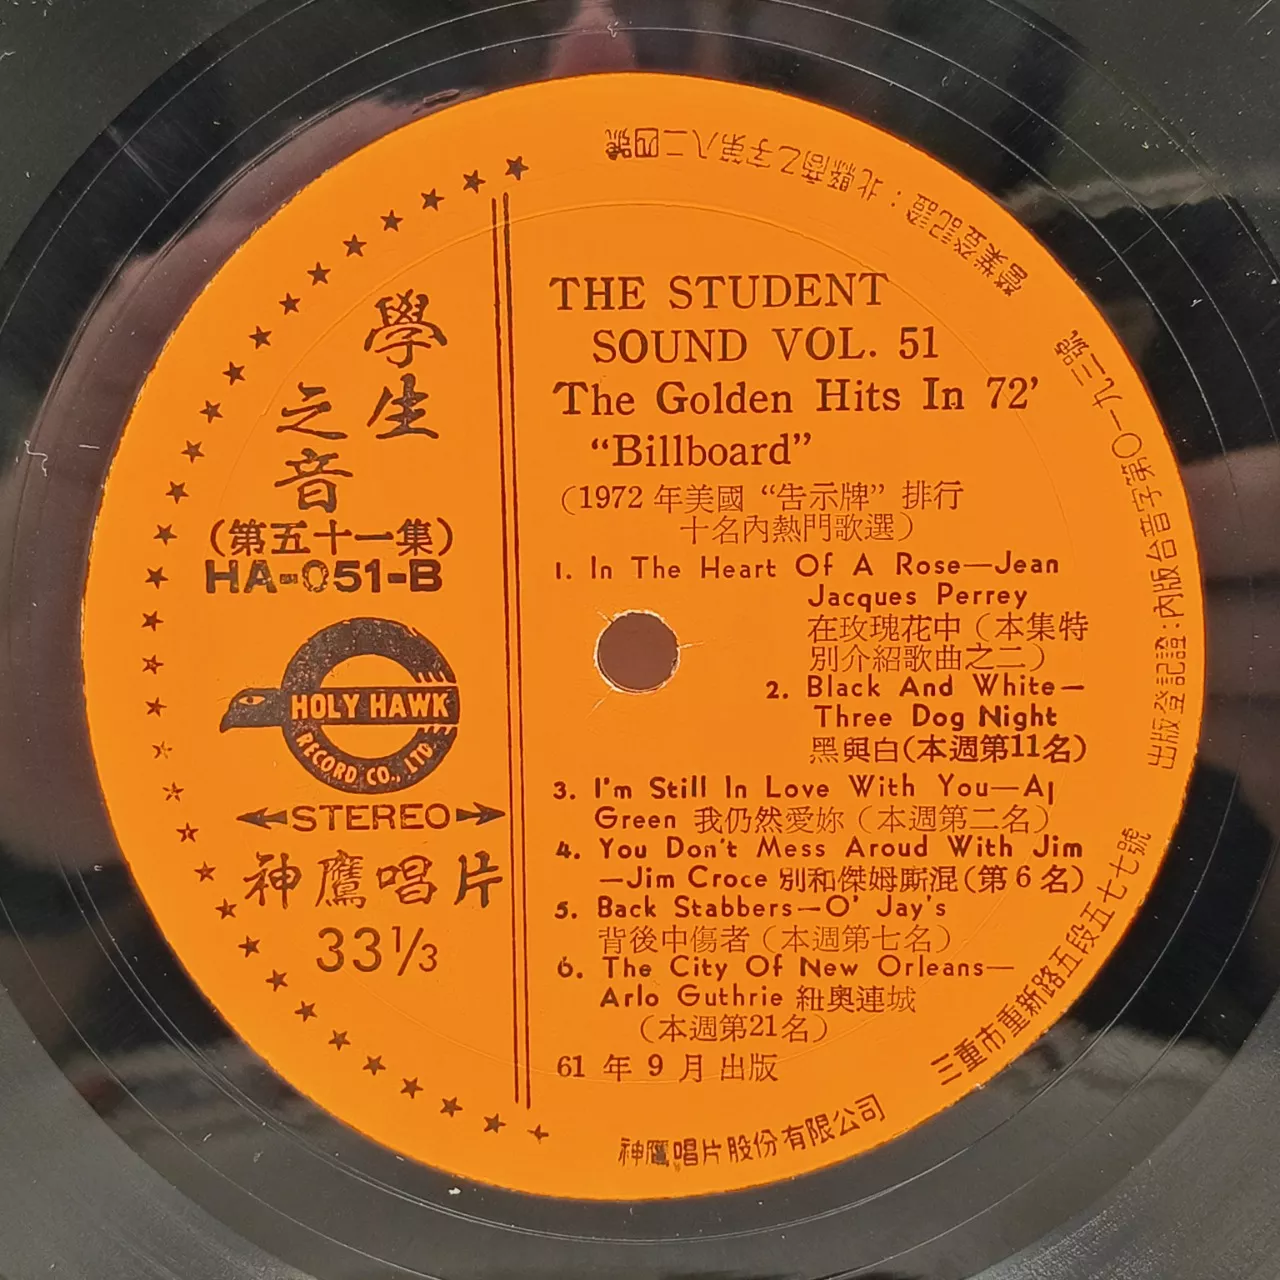 學生
之音
(第五十一集)
HA-051-B
HOLY HAWK
RECORD CO., LTD.
STEREO
神鷹唱片
33⅓
THE STUDENT
SOUND VOL. 51
The Golden Hits In 72'
“Billboard”
(1972 年美國 “告示牌” 排行
十名內熱門歌選)
1. In The Heart Of A Rose—Jean
Jacques Perrey
在玫瑰花中 (本集特
別介紹歌曲之二)
2. Black And White—
Three Dog Night
黑與白(本週第11名)
3. I'm Still In Love With You—Al
Green 我仍然愛妳 (本週第二名)
4. You Don't Mess Aroud With Jim
—Jim Croce 別和傑姆廝混(第6名)
5. Back Stabbers—O' Jay's
背後中傷者 (本週第七名)
6. The City Of New Orleans—
Arlo Guthrie 紐奧連城
(本週第21名)
61 年 9 月 出版
神鷹唱片股份有限公司
三重市重新路五段五七七號
出版登記證:內版台音字第〇一九三號
營業登記證:北縣商乙字第八二四號